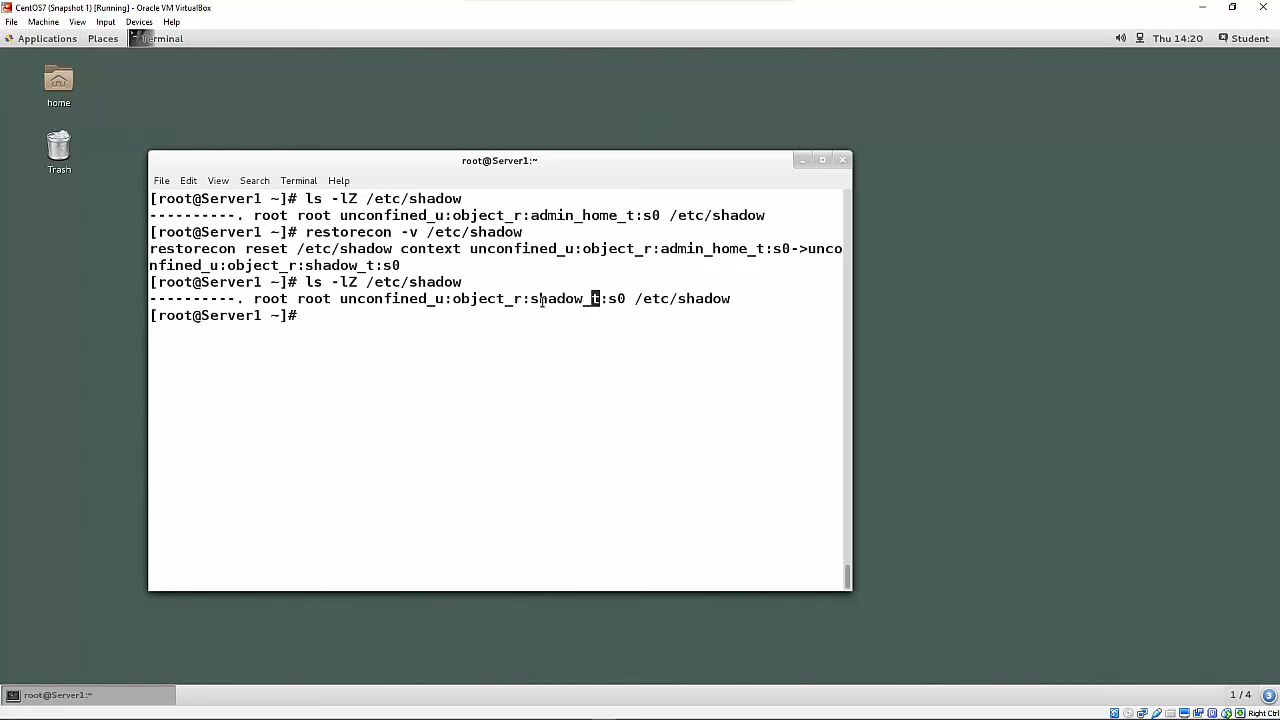 CentOS7 (Snapshot 1) [Running] - Oracle VM VirtualBox
File Machine View Input Devices Help
Applications Places Terminal Thu 14:20 Student
home
Trash
root@Server1:~
File Edit View Search Terminal Help
[root@Server1 ~]# ls -lZ /etc/shadow
----------. root root unconfined_u:object_r:admin_home_t:s0 /etc/shadow
[root@Server1 ~]# restorecon -v /etc/shadow
restorecon reset /etc/shadow context unconfined_u:object_r:admin_home_t:s0->unco
nfined_u:object_r:shadow_t:s0
[root@Server1 ~]# ls -lZ /etc/shadow
----------. root root unconfined_u:object_r:shadow_t:s0 /etc/shadow
[root@Server1 ~]#
root@Server1:~ 1 / 4 3
Right Ctrl